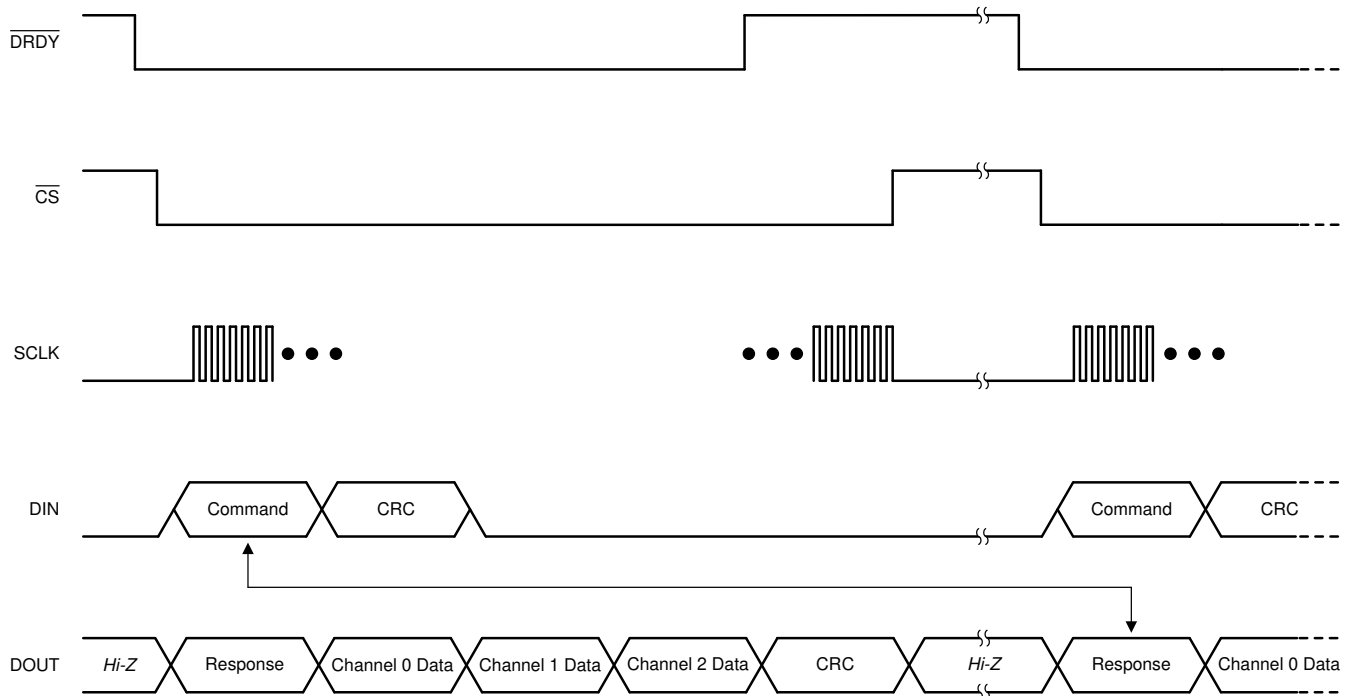 DRDY
CS
SCLK
DIN
Command
CRC
Command
CRC
DOUT
Hi-Z
Response
Channel 0 Data
Channel 1 Data
Channel 2 Data
CRC
Hi-Z
Response
Channel 0 Data